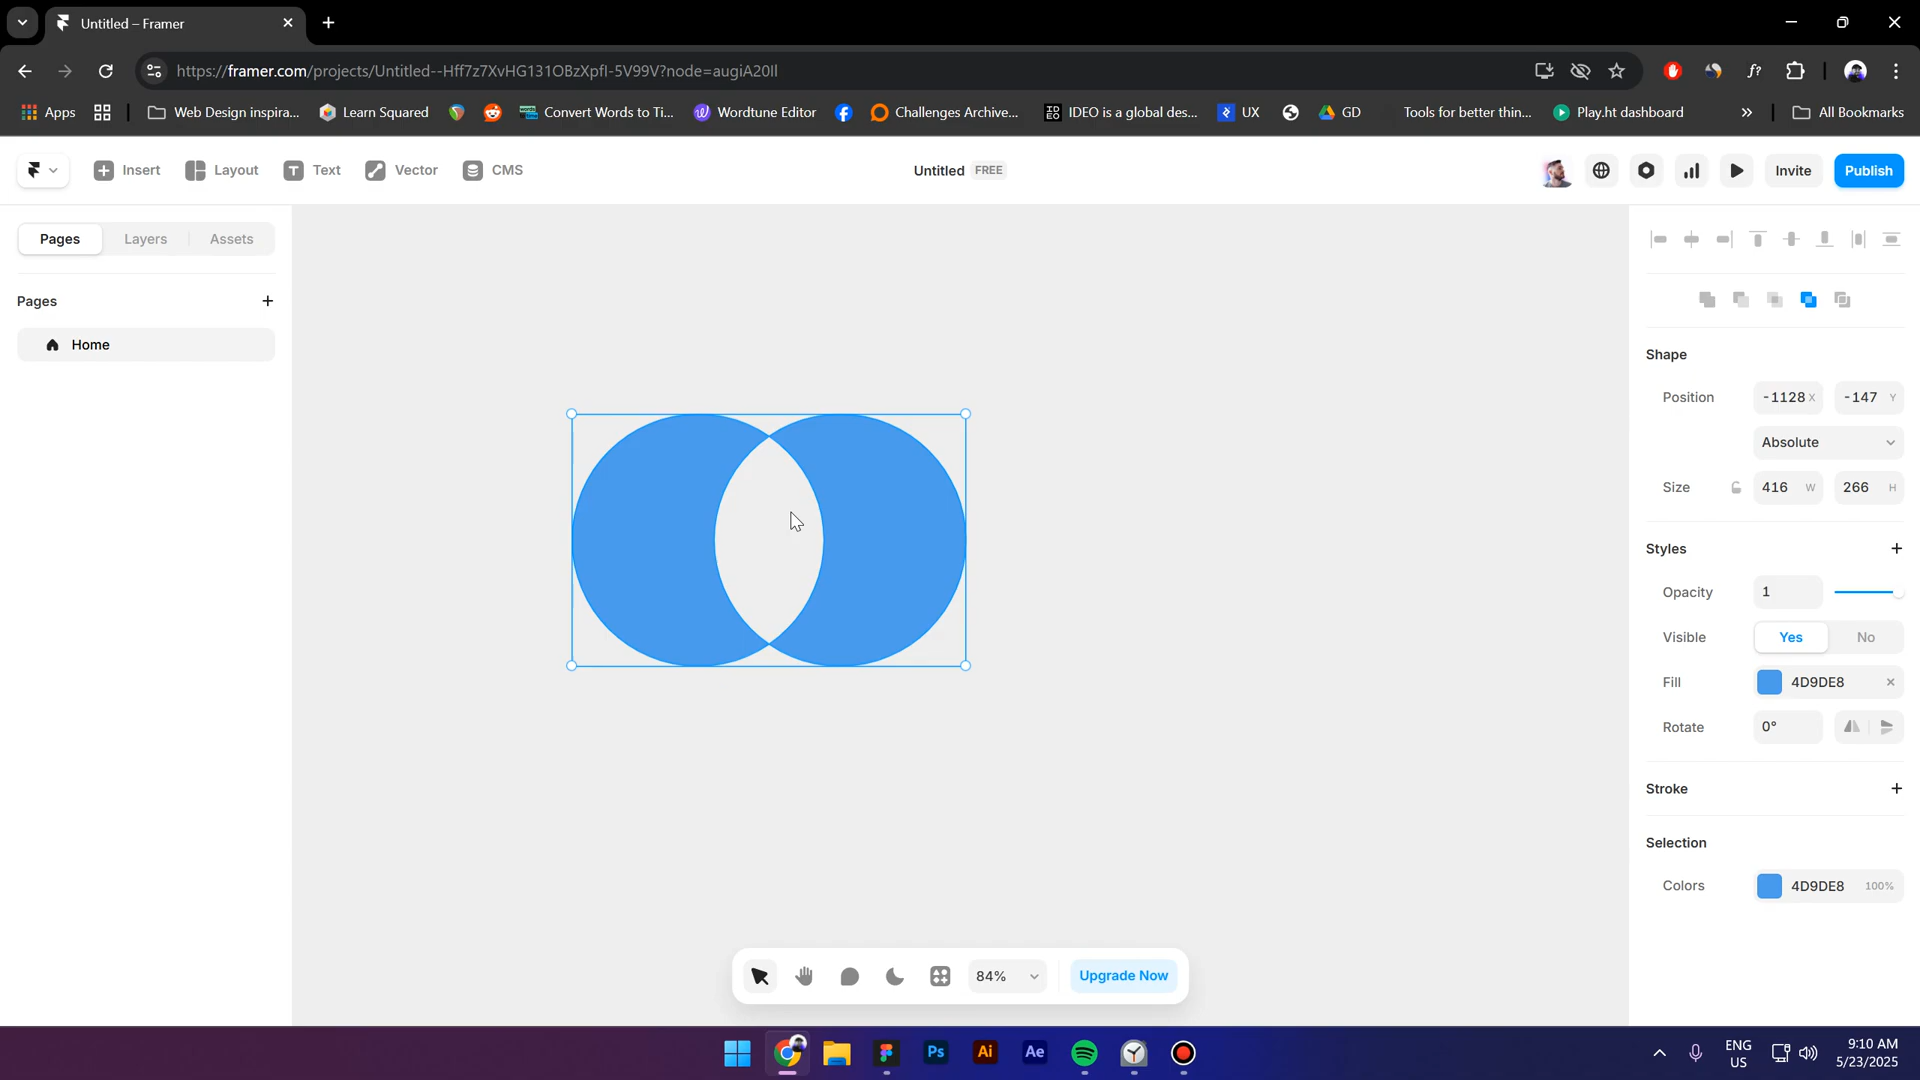 Untitled – Framer
https://framer.com/projects/Untitled--Hff7z7XvHG131OBzXpfI-5V99V?node=augiA20Il
Apps
Web Design inspira...
Learn Squared
Convert Words to Ti...
Wordtune Editor
Challenges Archive...
IDEO is a global des...
UX
GD
Tools for better thin...
Play.ht dashboard
All Bookmarks
Insert
Layout
Text
Vector
CMS
Untitled FREE
Invite
Publish
Pages
Layers
Assets
Pages
Home
Shape
Position -1128 X -147 Y
Absolute
Size 416 W 266 H
Styles
Opacity 1
Visible Yes No
Fill 4D9DE8
Rotate 0°
Stroke
Selection
Colors 4D9DE8 100%
84%
Upgrade Now
Ps
Ai
Ae
ENG
US
9:10 AM
5/23/2025